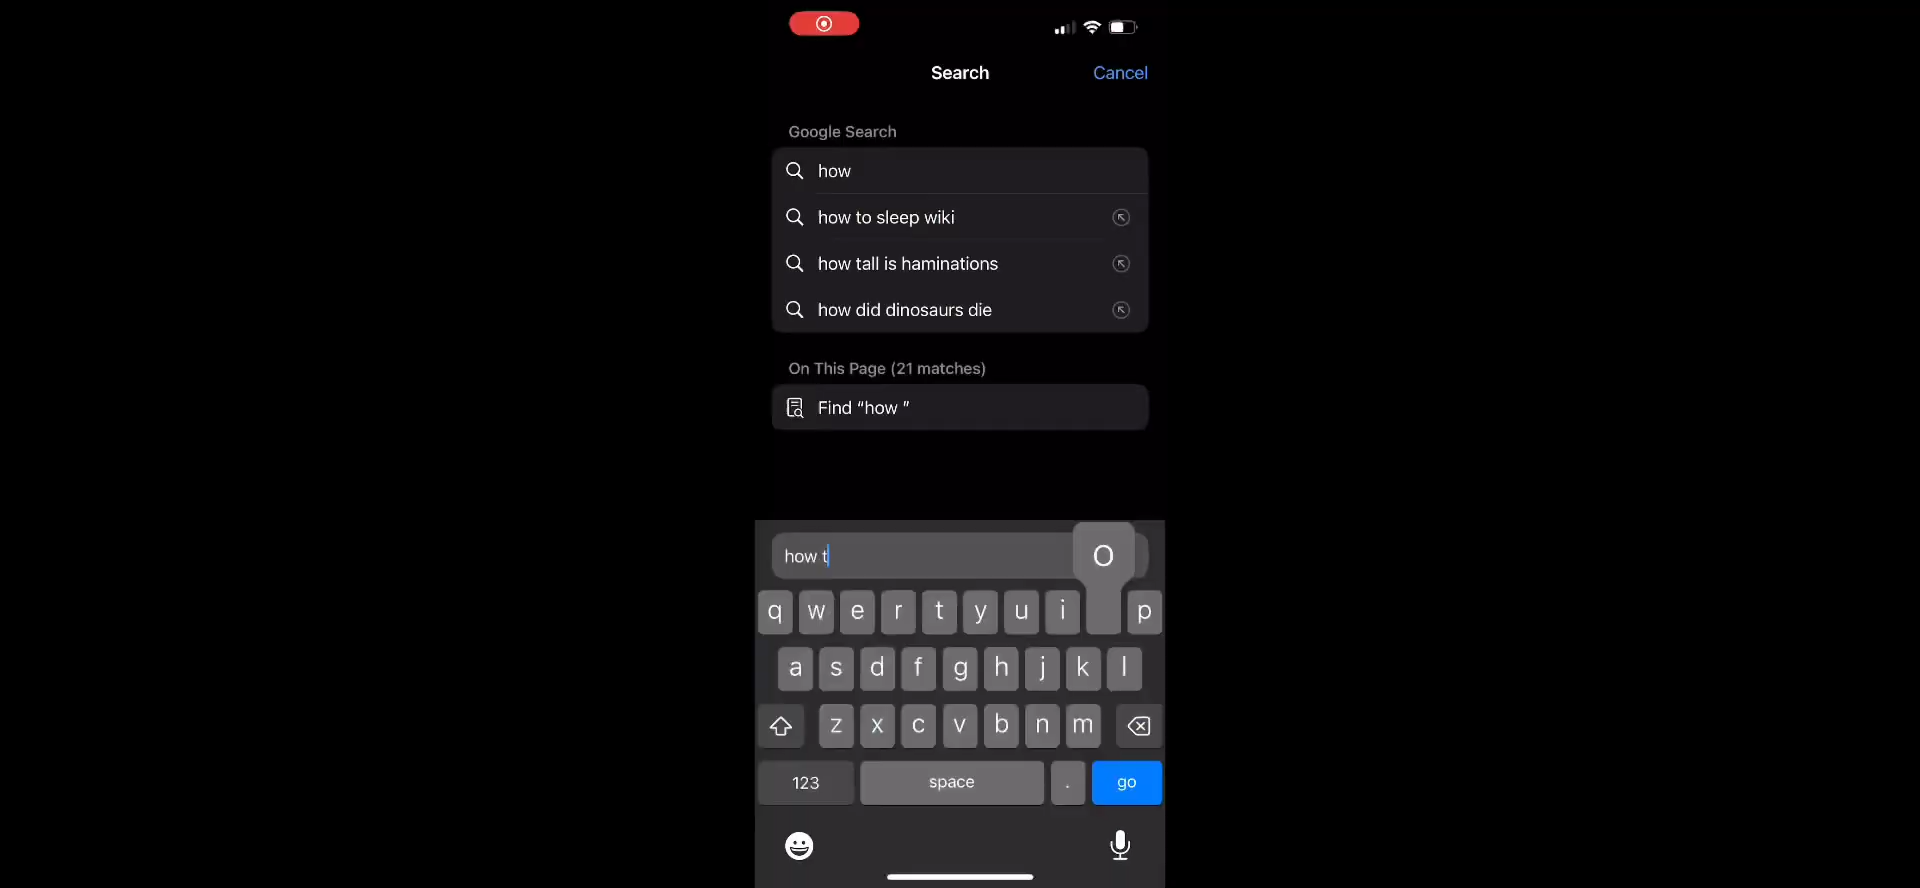 Search
Cancel
Google Search
how
how to sleep wiki
how tall is haminations
how did dinosaurs die
On This Page (21 matches)
Find “how ”
how t
O
q w e r t y u i p
a s d f g h j k l
z x c v b n m
123 space . go